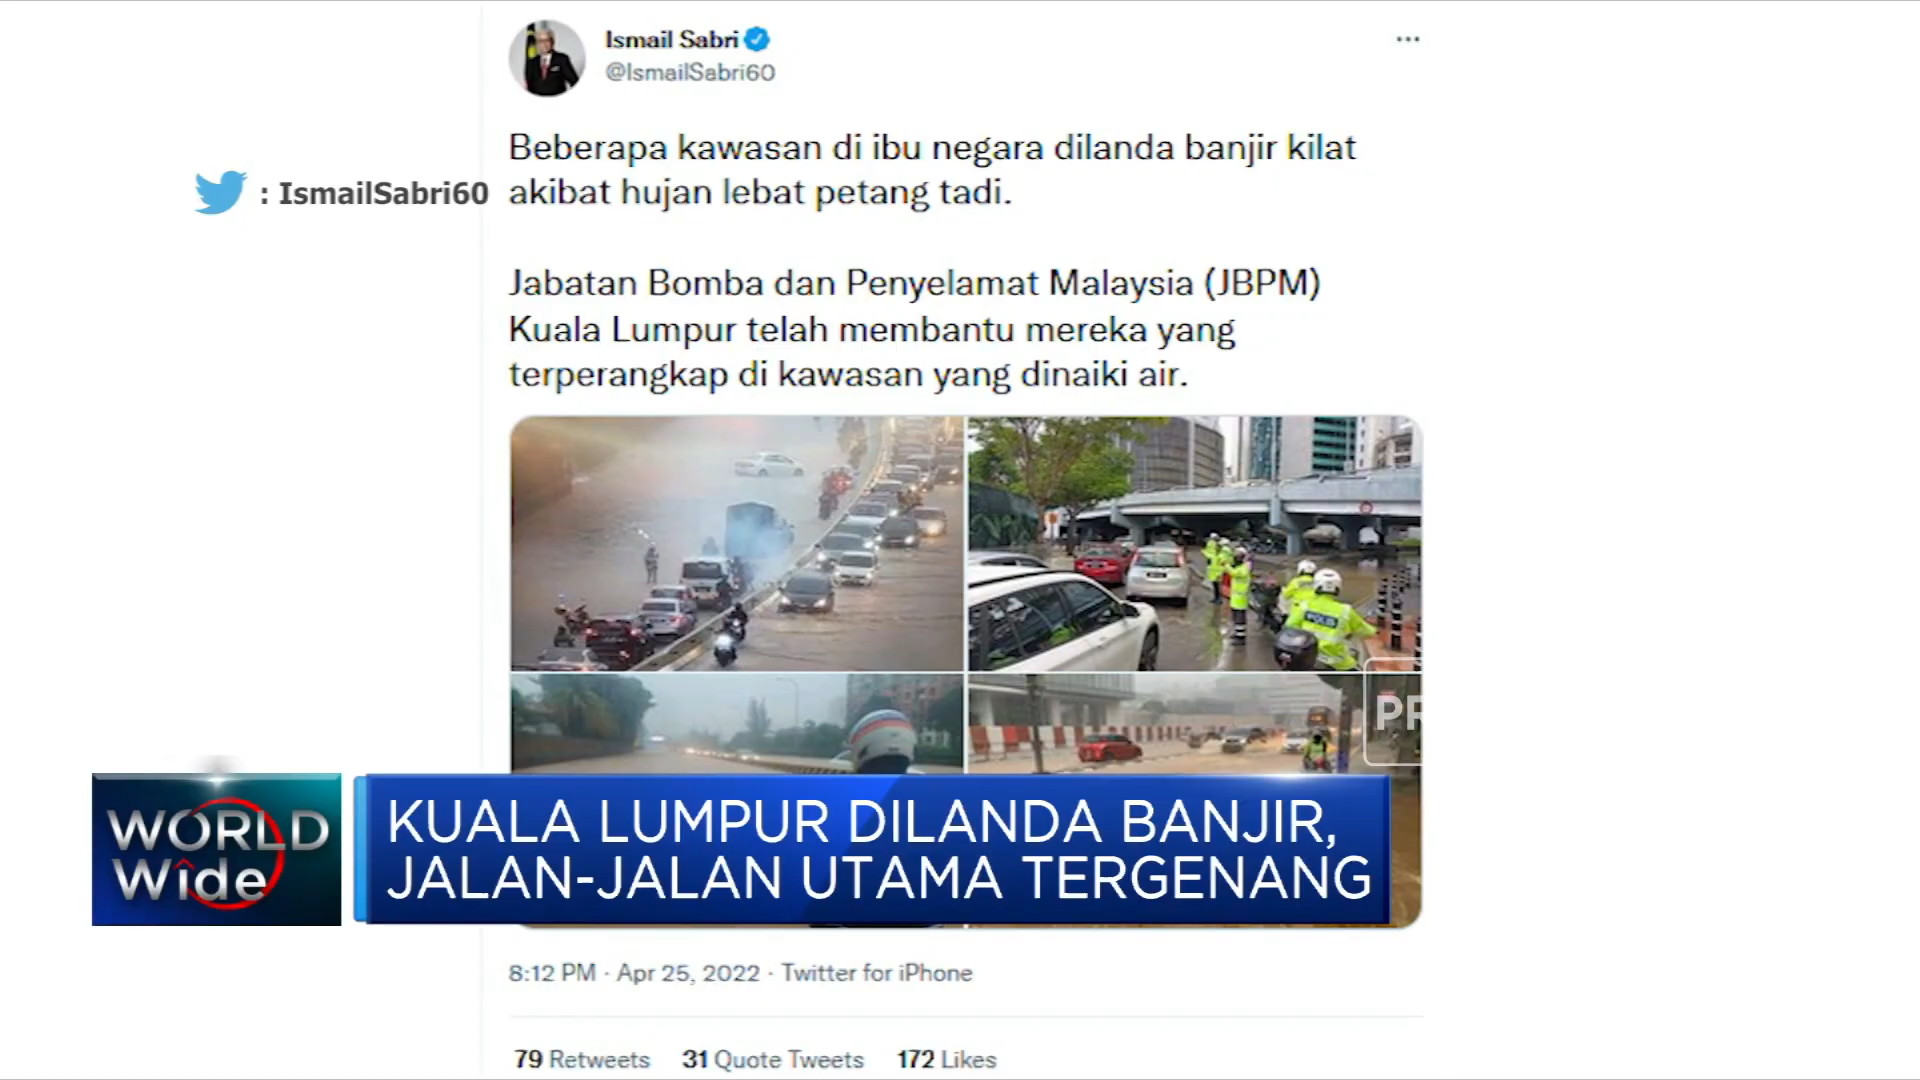 Ismail Sabri
@IsmailSabri60
: IsmailSabri60
Beberapa kawasan di ibu negara dilanda banjir kilat
akibat hujan lebat petang tadi.
Jabatan Bomba dan Penyelamat Malaysia (JBPM)
Kuala Lumpur telah membantu mereka yang
terperangkap di kawasan yang dinaiki air.
POLIS
PR
WORLD
Wide
KUALA LUMPUR DILANDA BANJIR,
JALAN-JALAN UTAMA TERGENANG
8:12 PM · Apr 25, 2022 · Twitter for iPhone
79 Retweets 31 Quote Tweets 172 Likes